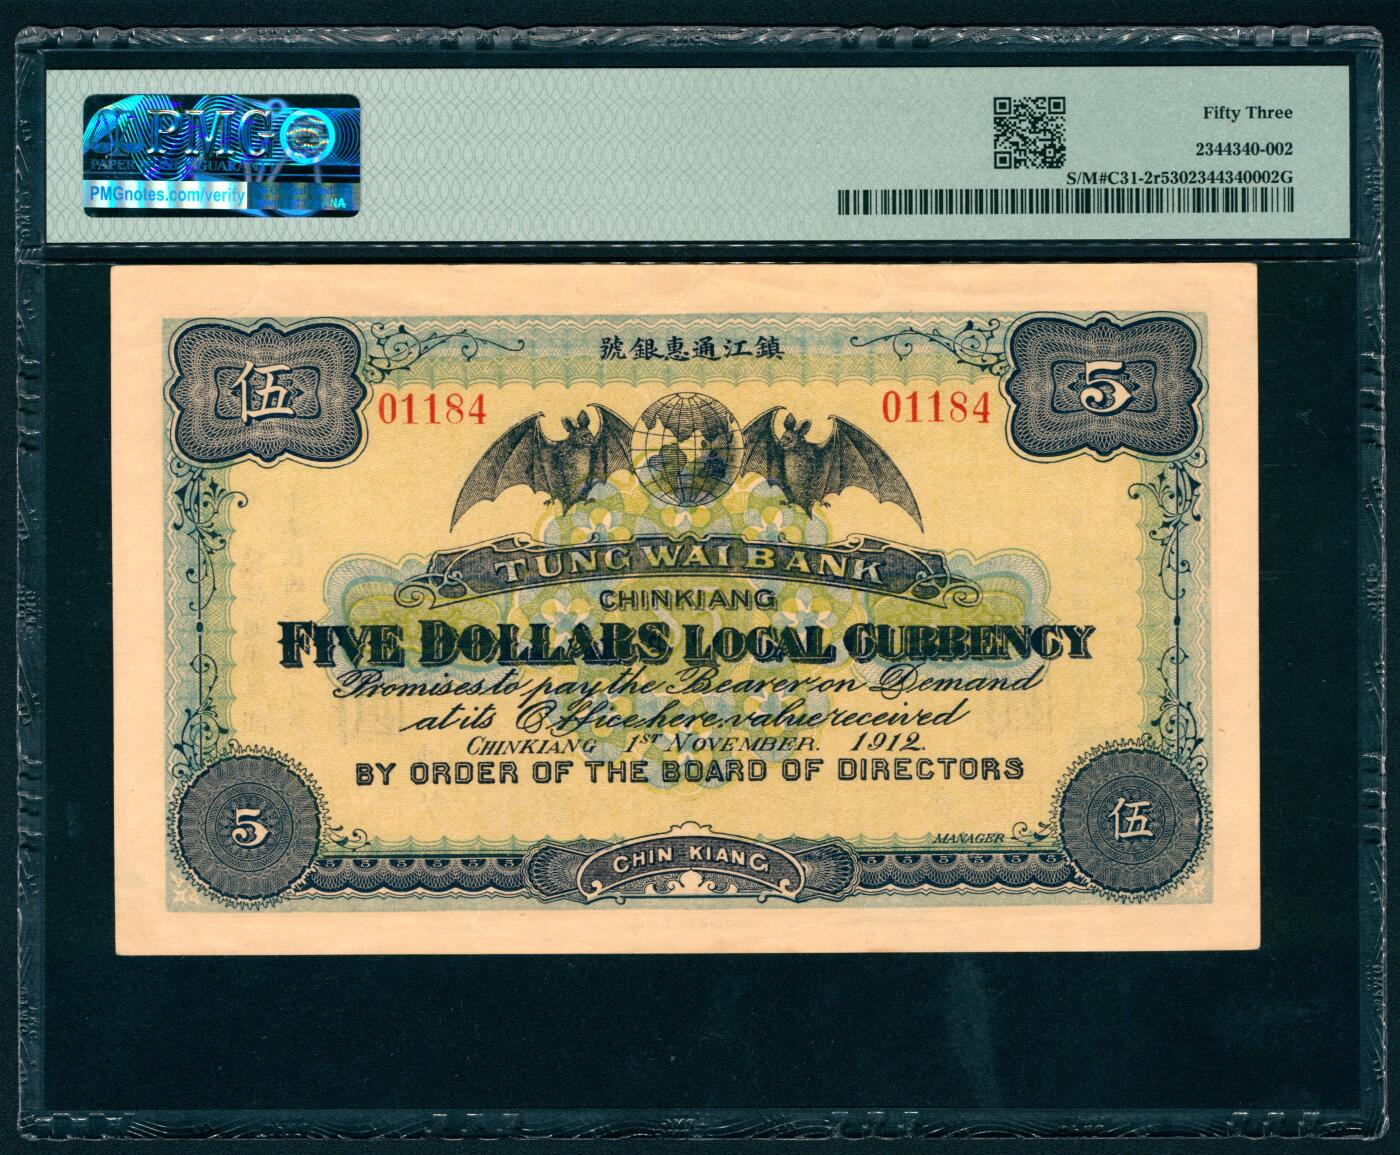 PMG
PAPER MONEY GUARANTY
PMGnotes.com/verify
Fifty Three
2344340-002
S/M#C31-2r5302344340002G
號銀惠通江鎮
伍
5
01184
01184
TUNG WAI BANK
CHINKIANG
FIVE DOLLARS LOCAL CURRENCY
Promises to pay the Bearer on Demand
at its Office here, value received
CHINKIANG 1ST NOVEMBER. 1912.
BY ORDER OF THE BOARD OF DIRECTORS
5
伍
MANAGER
CHIN KIANG